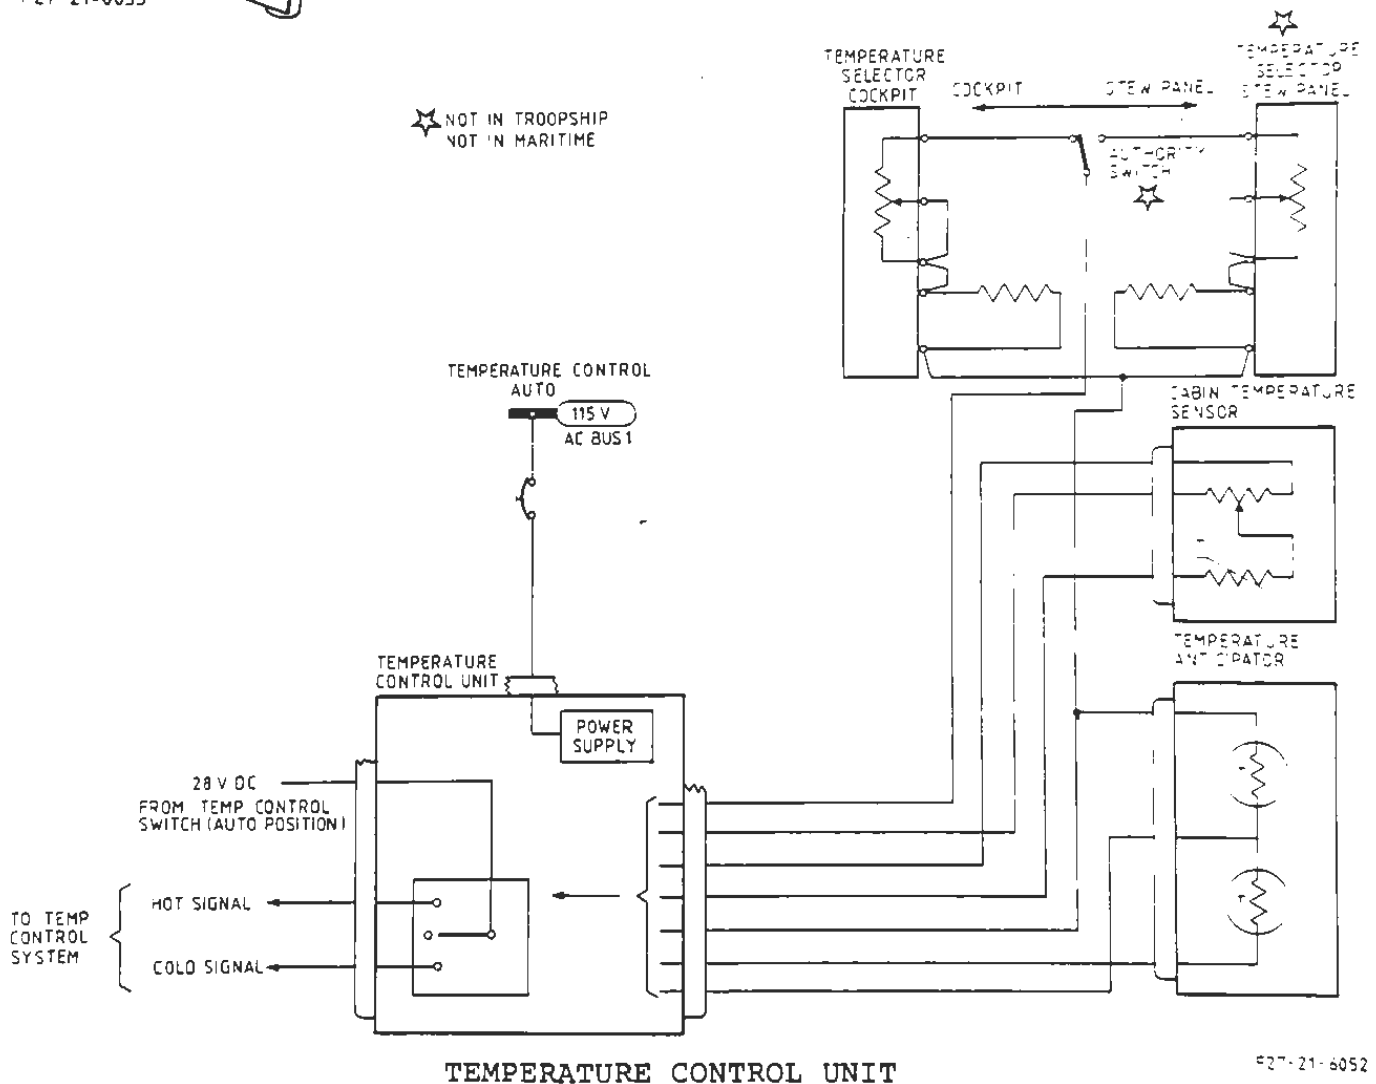 TEMPERATURE
SELECTOR
COCKPIT
COCKPIT
STEW PANEL
TEMPERATURE
SELECTOR
STEW PANEL
NOT IN TROOPSHIP
NOT IN MARITIME
AUTHORITY
SWITCH
TEMPERATURE CONTROL
AUTO
115 V
AC BUS 1
CABIN TEMPERATURE
SENSOR
TEMPERATURE
CONTROL UNIT
POWER
SUPPLY
TEMPERATURE
ANTICIPATOR
28 V DC
FROM TEMP CONTROL
SWITCH (AUTO POSITION)
HOT SIGNAL
TO TEMP
CONTROL
SYSTEM
COLD SIGNAL
TEMPERATURE CONTROL UNIT
F27-21-6052